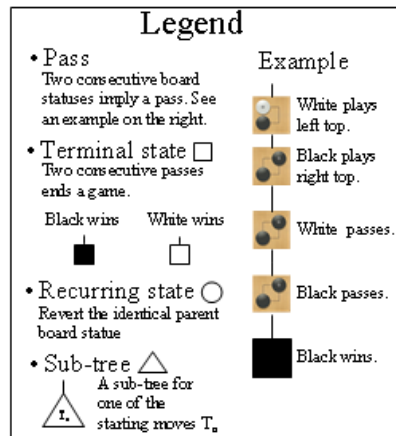 Legend
• Pass
Two consecutive board
statuses imply a pass. See
an example on the right.
• Terminal state
Two consecutive passes
ends a game.
Black wins White wins
• Recurring state
Revert the identical parent
board statue
• Sub-tree
A sub-tree for
one of the
starting moves Tₙ
Tₙ
Example
White plays
left top.
Black plays
right top.
White passes.
Black passes.
Black wins.